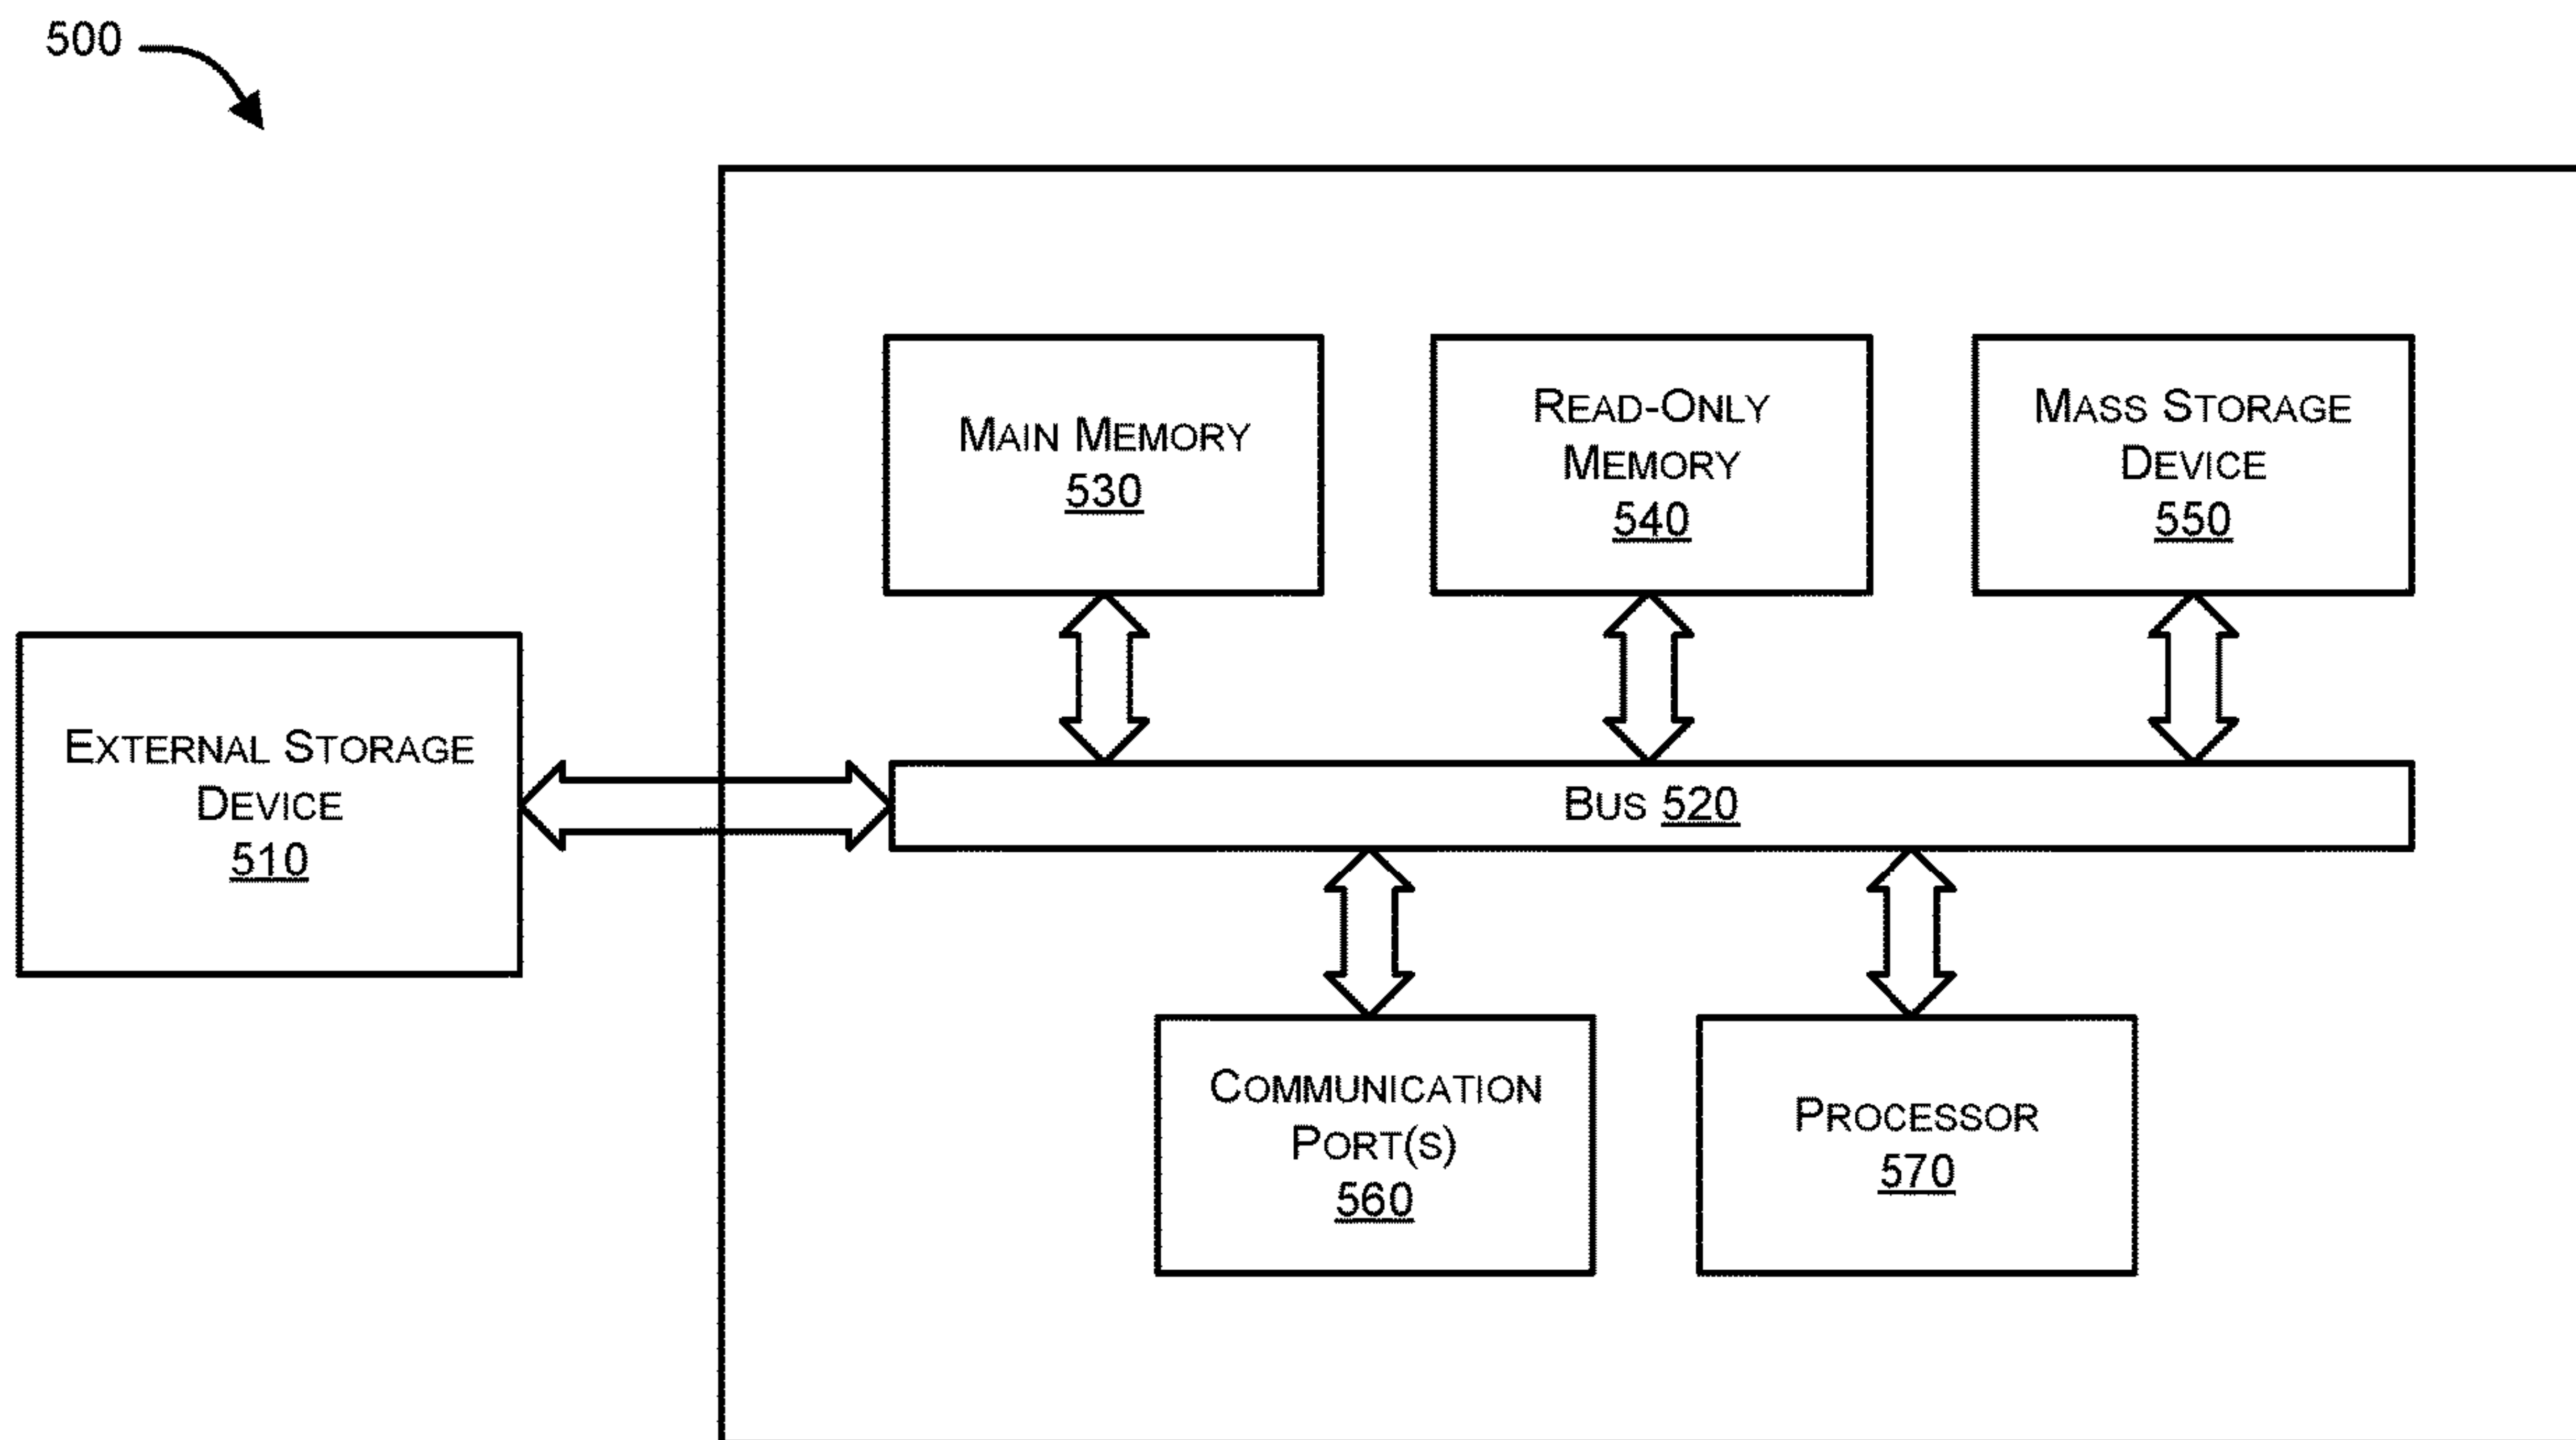 500
MAIN MEMORY
530
READ-ONLY
MEMORY
540
MASS STORAGE
DEVICE
550
EXTERNAL STORAGE
DEVICE
510
BUS 520
COMMUNICATION
PORT(S)
560
PROCESSOR
570